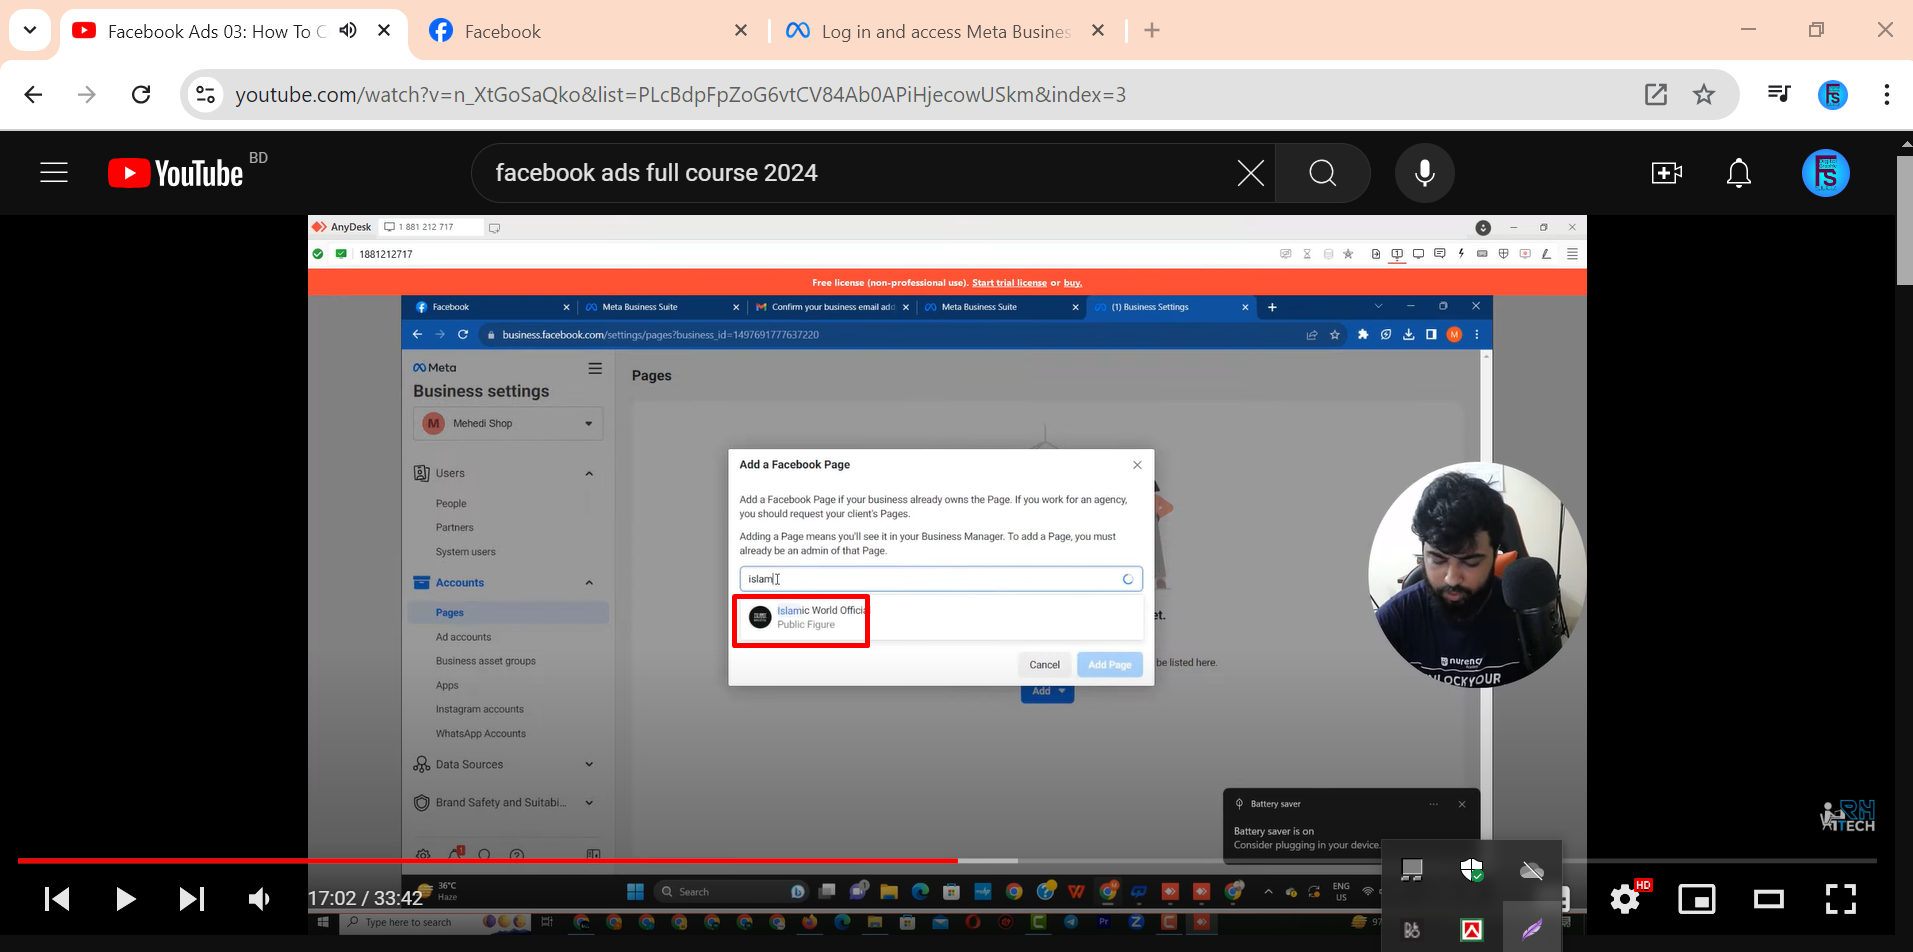 Facebook Ads 03: How To C
Facebook
Log in and access Meta Busines
youtube.com/watch?v=n_XtGoSaQko&list=PLcBdpFpZoG6vtCV84Ab0APiHjecowUSkm&index=3
YouTube BD
facebook ads full course 2024
AnyDesk
1 881 212 717
1881212717
Free license (non-professional use). Start trial license or buy.
Facebook
Meta Business Suite
Confirm your business email add
Meta Business Suite
(1) Business Settings
business.facebook.com/settings/pages?business_id=1497691777637220
M
Meta
Business settings
M Mehedi Shop
Users
People
Partners
System users
Accounts
Pages
Ad accounts
Business asset groups
Apps
Instagram accounts
WhatsApp Accounts
Data Sources
Brand Safety and Suitabi...
Pages
Add a Facebook Page
Add a Facebook Page if your business already owns the Page. If you work for an agency,
you should request your client's Pages.
Adding a Page means you'll see it in your Business Manager. To add a Page, you must
already be an admin of that Page.
islam
Islamic World Officia
Public Figure
et.
Cancel
Add Page
be listed here.
Add
nurency
NLOCKYOUR
Battery saver
Battery saver is on
Consider plugging in your device.
RH
ITECH
17:02 / 33:42
HD
36°C
Haze
Search
ENG
US
Type here to search
97